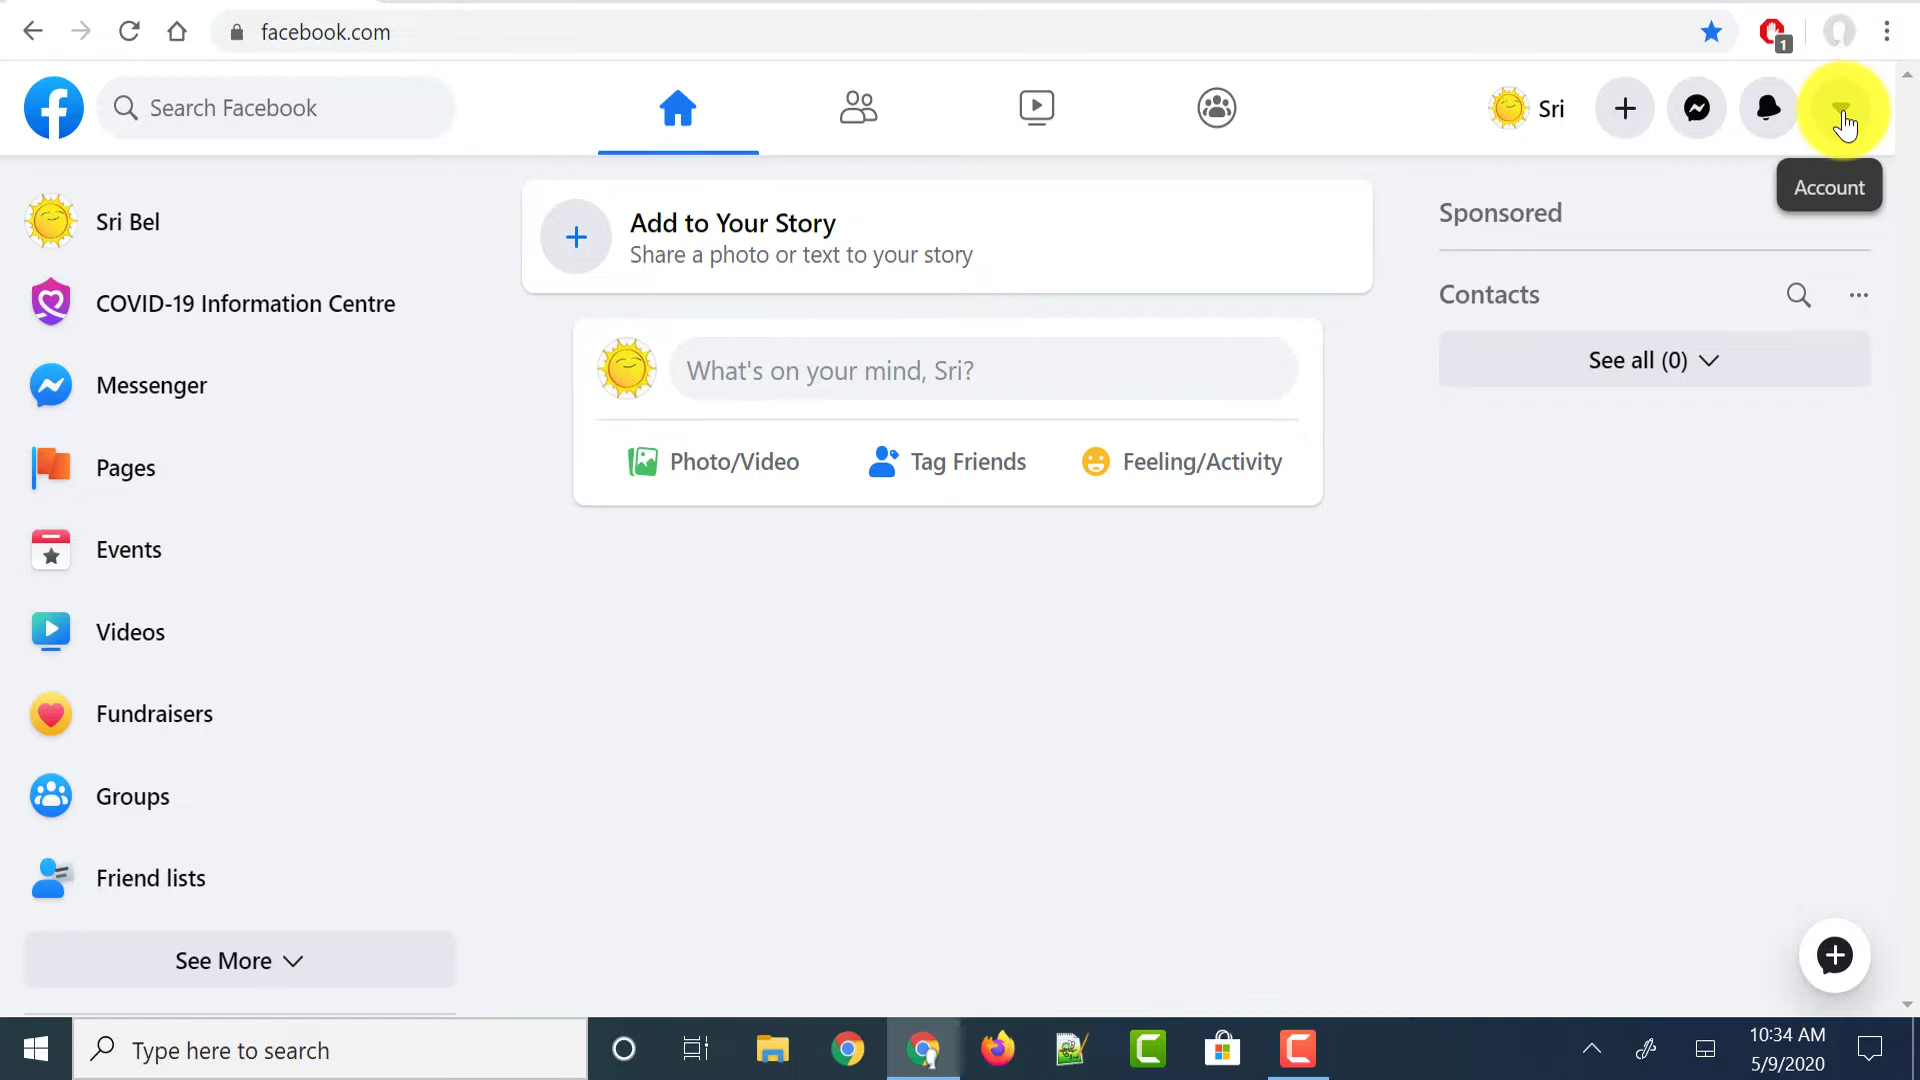 facebook.com
1
Search Facebook
Sri
Account
Sri Bel
COVID-19 Information Centre
Messenger
Pages
Events
Videos
Fundraisers
Groups
Friend lists
See More
Add to Your Story
Share a photo or text to your story
What's on your mind, Sri?
Photo/Video
Tag Friends
Feeling/Activity
Sponsored
Contacts
See all (0)
Type here to search
10:34 AM
5/9/2020